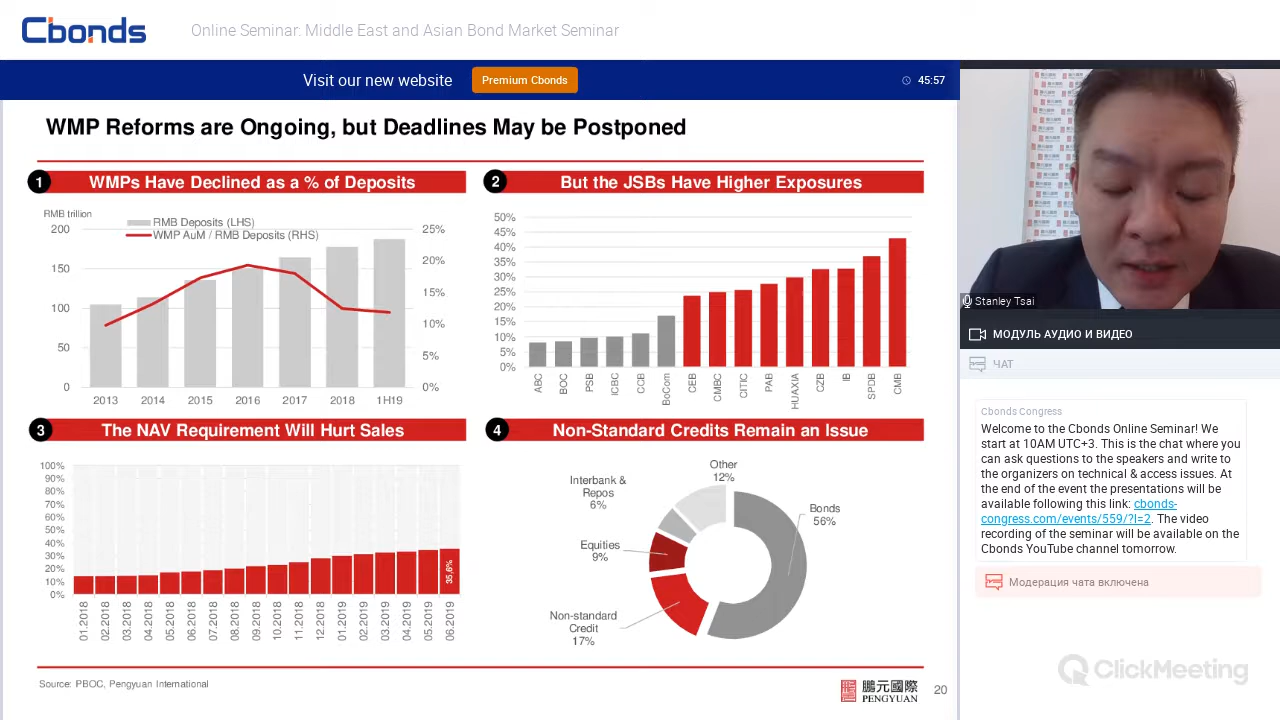 Cbonds
Online Seminar: Middle East and Asian Bond Market Seminar
Visit our new website
Premium Cbonds
45:57
WMP Reforms are Ongoing, but Deadlines May be Postponed
1
WMPs Have Declined as a % of Deposits
RMB trillion
RMB Deposits (LHS)
WMP AuM / RMB Deposits (RHS)
200
150
100
50
0
25%
20%
15%
10%
5%
0%
2013 2014 2015 2016 2017 2018 1H19
2
But the JSBs Have Higher Exposures
50%
45%
40%
35%
30%
25%
20%
15%
10%
5%
0%
ABC BOC PSB ICBC CCB BoCom CEB CMBC CITIC PAB HUAXIA CZB IB SPDB CMB
3
The NAV Requirement Will Hurt Sales
100%
90%
80%
70%
60%
50%
40%
30%
20%
10%
0%
35,6%
01.2018 02.2018 03.2018 04.2018 05.2018 06.2018 07.2018 08.2018 09.2018 10.2018 11.2018 12.2018 01.2019 02.2019 03.2019 04.2019 05.2019 06.2019
4
Non-Standard Credits Remain an Issue
Other
12%
Interbank &
Repos
6%
Bonds
56%
Equities
9%
Non-standard
Credit
17%
Source: PBOC, Pengyuan International
鵬元國際
PENGYUAN
20
Stanley Tsai
МОДУЛЬ АУДИО И ВИДЕО
ЧАТ
Cbonds Congress
Welcome to the Cbonds Online Seminar! We
start at 10AM UTC+3. This is the chat where you
can ask questions to the speakers and write to
the organizers on technical & access issues. At
the end of the event the presentations will be
available following this link: cbonds-
congress.com/events/559/?l=2. The video
recording of the seminar will be available on the
Cbonds YouTube channel tomorrow.
Модерация чата включена
ClickMeeting